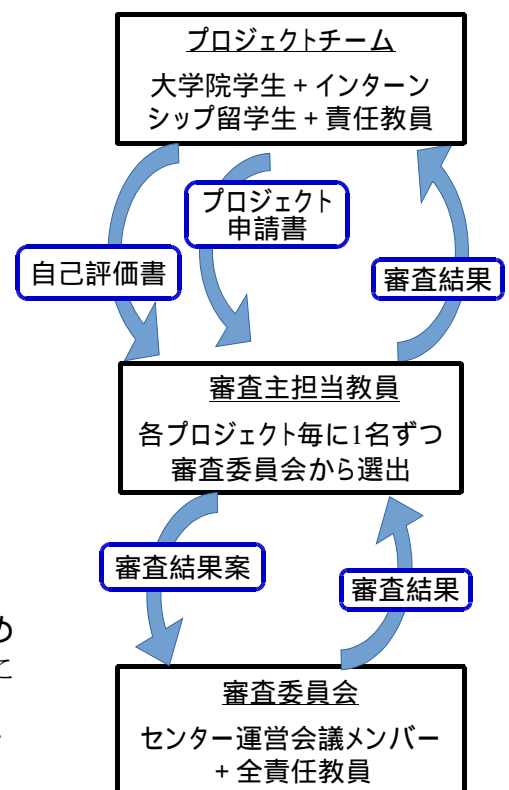 プロジェクトチーム
大学院学生 + インターン
シップ留学生 + 責任教員
プロジェクト
申請書
自己評価書
審査結果
審査主担当教員
各プロジェクト毎に1名ずつ
審査委員会から選出
審査結果案
審査結果
め
に
審査委員会
センター運営会議メンバー
+ 全責任教員